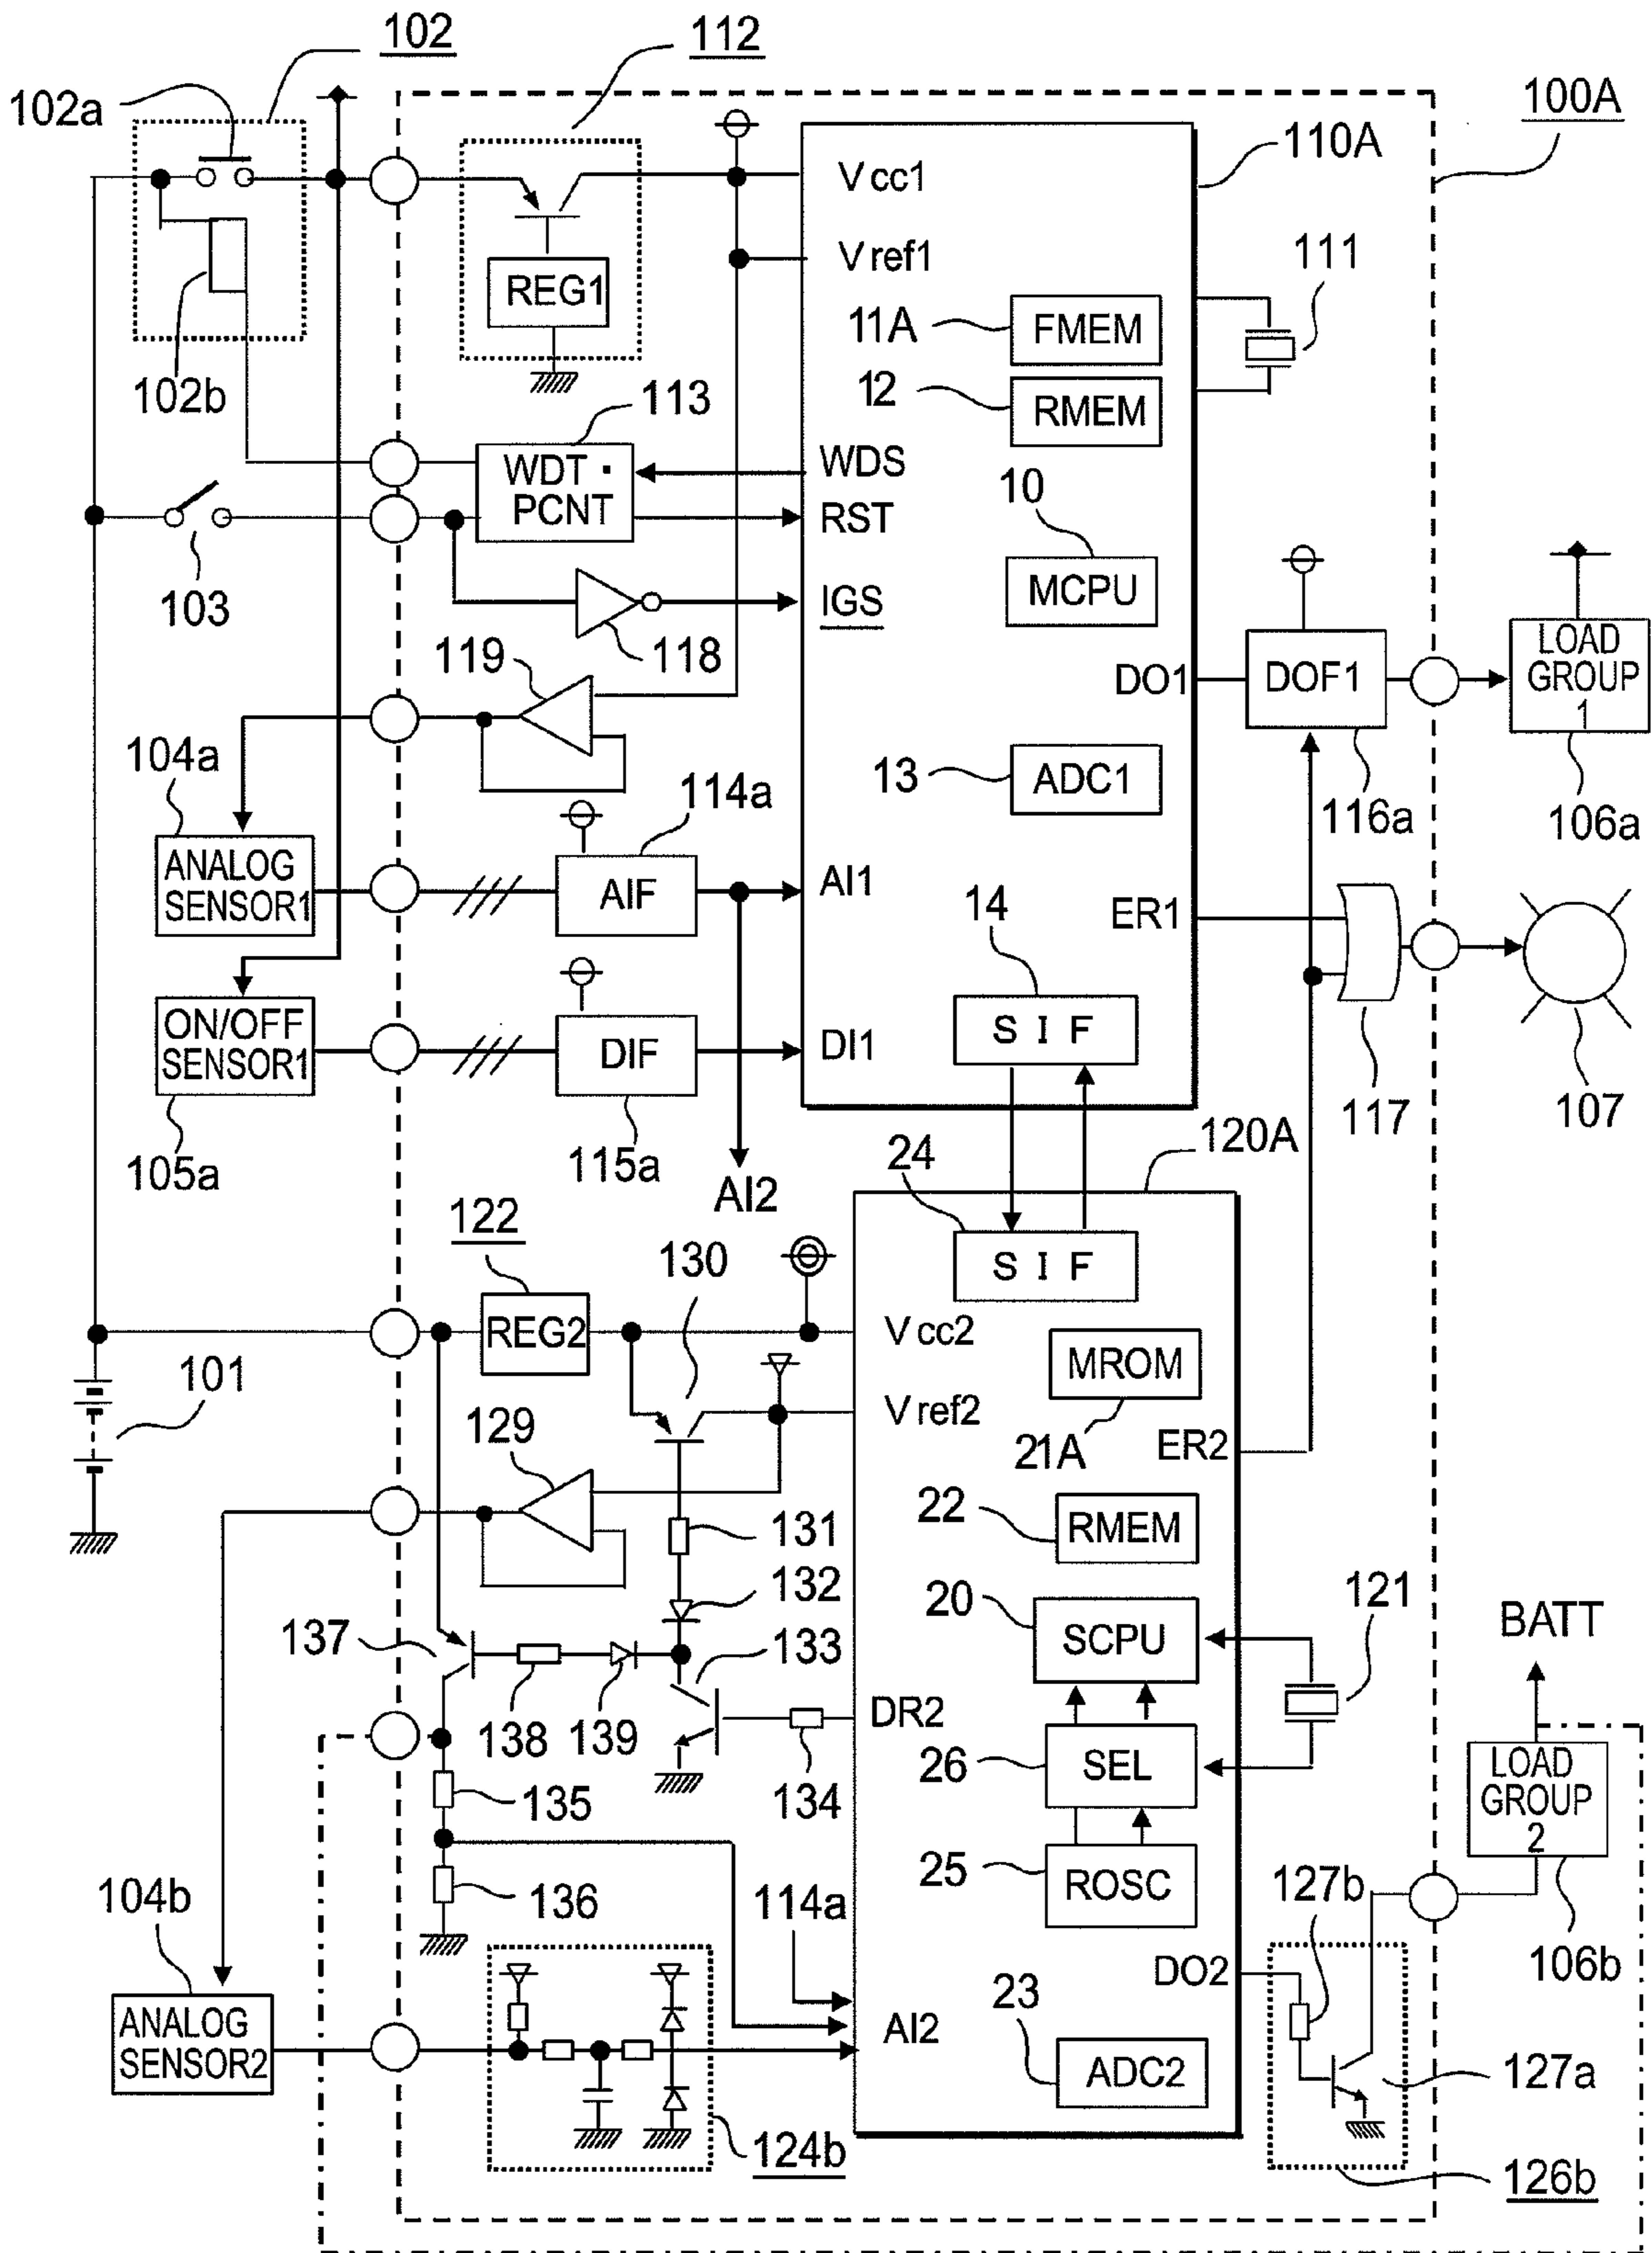 102
112
102a
100A
110A
Vcc1
Vref1
REG1
111
11A
FMEM
12
RMEM
102b
113
WDT・
PCNT
WDS
RST
10
MCPU
103
IGS
118
119
DO1
DOF1
LOAD
GROUP
1
104a
114a
13
ADC1
116a
106a
ANALOG
SENSOR1
AIF
AI1
14
ER1
ON/OFF
SENSOR1
DIF
DI1
S I F
117
107
105a
115a
AI2
24
120A
122
130
S I F
REG2
Vcc2
MROM
101
Vref2
21A
ER2
129
131
22
RMEM
132
20
SCPU
121
BATT
137
133
138
139
DR2
134
26
SEL
LOAD
GROUP
2
135
136
25
ROSC
127b
104b
114a
106b
DO2
ANALOG
SENSOR2
AI2
23
ADC2
127a
124b
126b